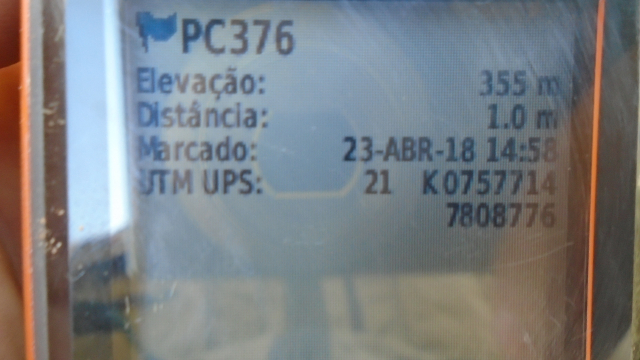 PC376
Elevação: 355 m
Distância: 1.0 m
Marcado: 23-ABR-18 14:58
UTM UPS: 21 K 0757714
7808776